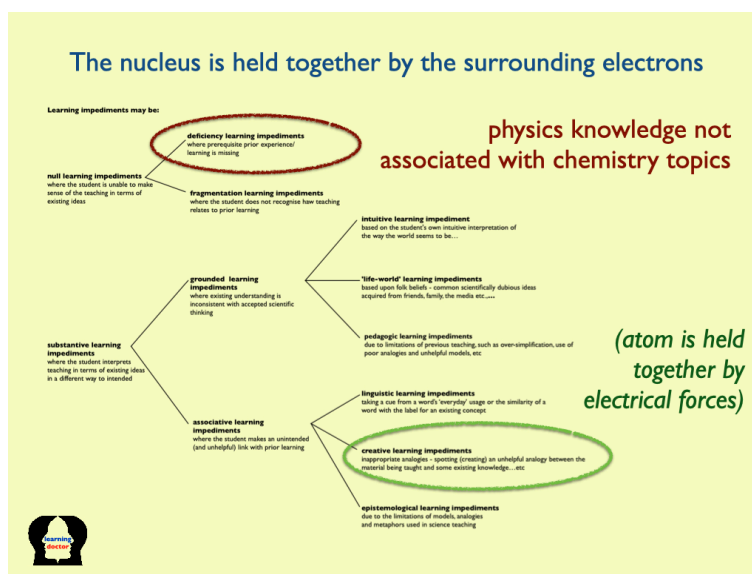 The nucleus is held together by the surrounding electrons
Learning impediments may be:
physics knowledge not
associated with chemistry topics
deficiency learning impediments
where prerequisite prior experience/
learning is missing
null learning impediments
where the student is unable to make
sense of the teaching in terms of
existing ideas
fragmentation learning impediments
where the student does not recognise how teaching
relates to prior learning
intuitive learning impediment
based on the student's own intuitive interpretation of
the way the world seems to be…
grounded learning
impediments
where existing understanding is
inconsistent with accepted scientific
thinking
'life-world' learning impediments
based upon folk beliefs - common scientifically dubious ideas
acquired from friends, family, the media etc.....
pedagogic learning impediments
due to limitations of previous teaching, such as over-simplification, use of
poor analogies and unhelpful models, etc
substantive learning
impediments
where the student interprets
teaching in terms of existing ideas
in a different way to intended
(atom is held
together by
electrical forces)
linguistic learning impediments
taking a cue from a word's 'everyday' usage or the similarity of a
word with the label for an existing concept
associative learning
impediments
where the student makes an unintended
(and unhelpful) link with prior learning
creative learning impediments
inappropriate analogies - spotting (creating) an unhelpful analogy between the
material being taught and some existing knowledge…etc
epistemological learning impediments
due to the limitations of models, analogies
and metaphors used in science teaching
learning
doctor